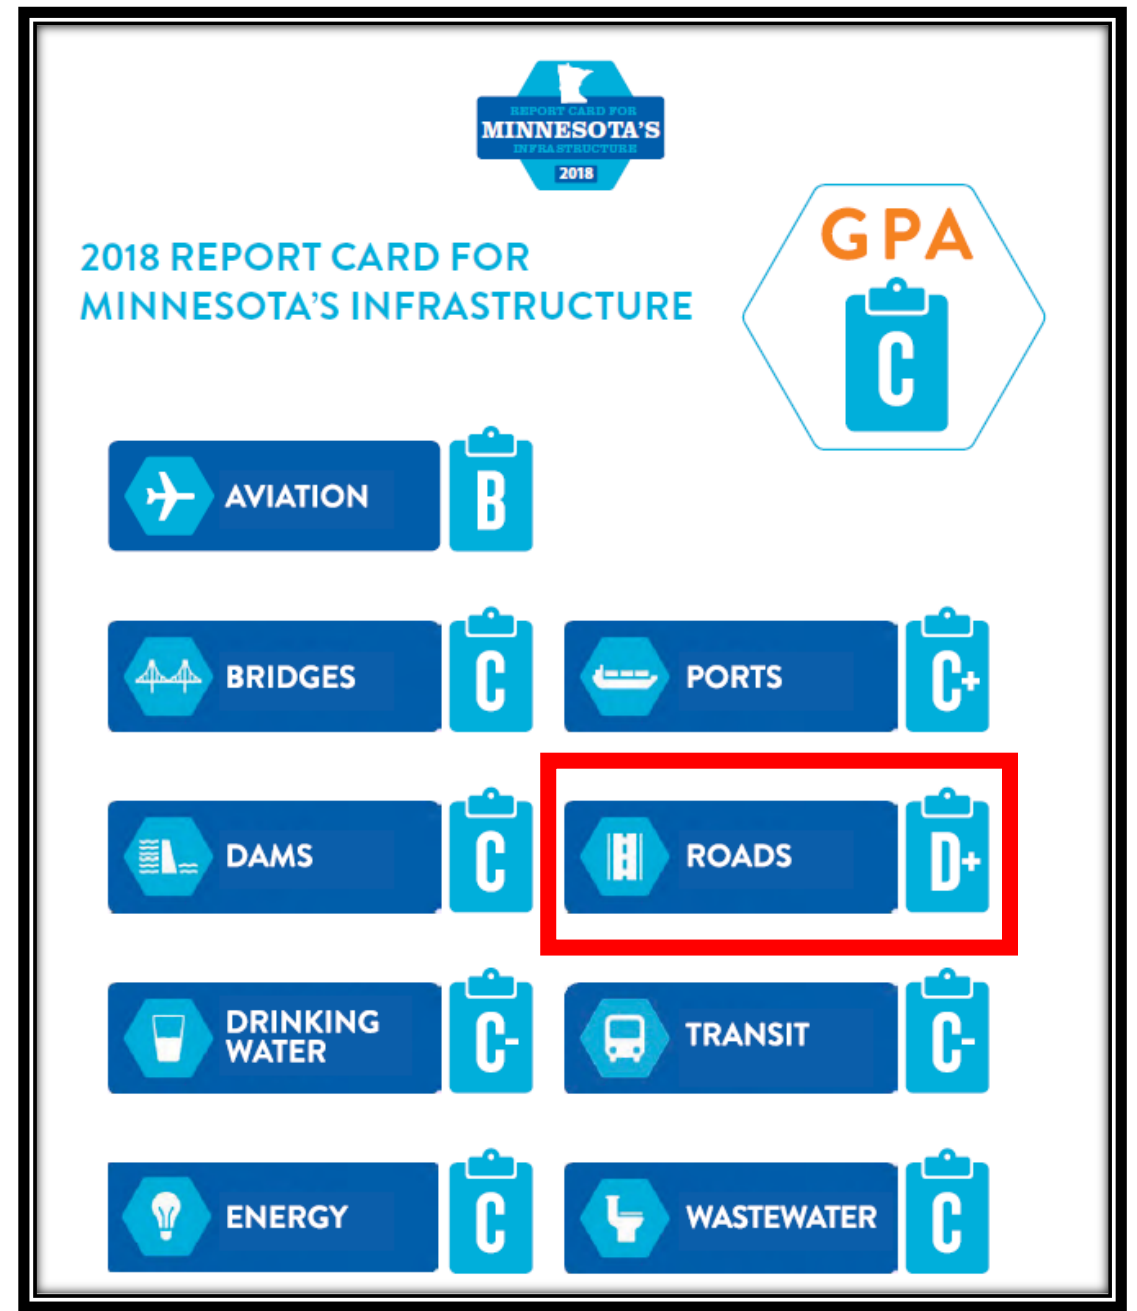 REPORT CARD FOR
MINNESOTA'S
INFRASTRUCTURE
2018
2018 REPORT CARD FOR
MINNESOTA'S INFRASTRUCTURE
GPA
C
AVIATION
B
BRIDGES
C
PORTS
C+
DAMS
C
ROADS
D+
DRINKING
WATER
C-
TRANSIT
C-
ENERGY
C
WASTEWATER
C